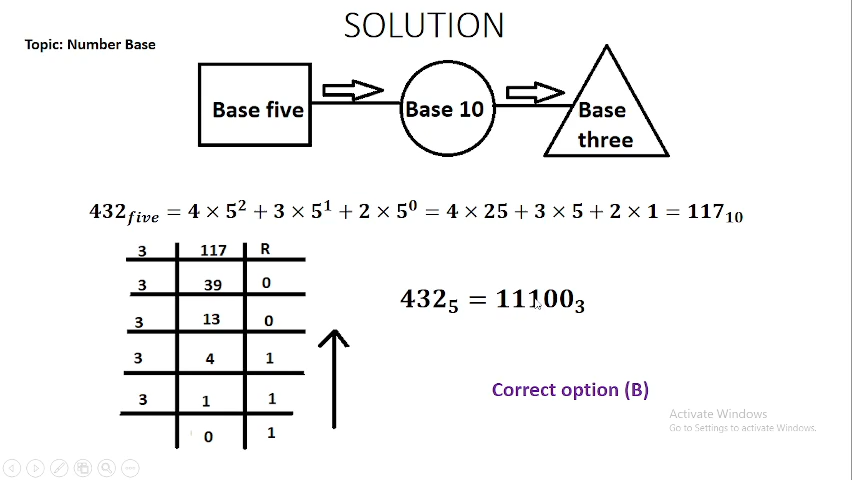 SOLUTION
Topic: Number Base
Base five
Base 10
Base
three
432five = 4 × 5² + 3 × 5¹ + 2 × 5⁰ = 4 × 25 + 3 × 5 + 2 × 1 = 117₁₀
3 117 R
3 39 0
3 13 0
3 4 1
3 1 1
0 1
432₅ = 11100₃
Correct option (B)
Activate Windows
Go to Settings to activate Windows.